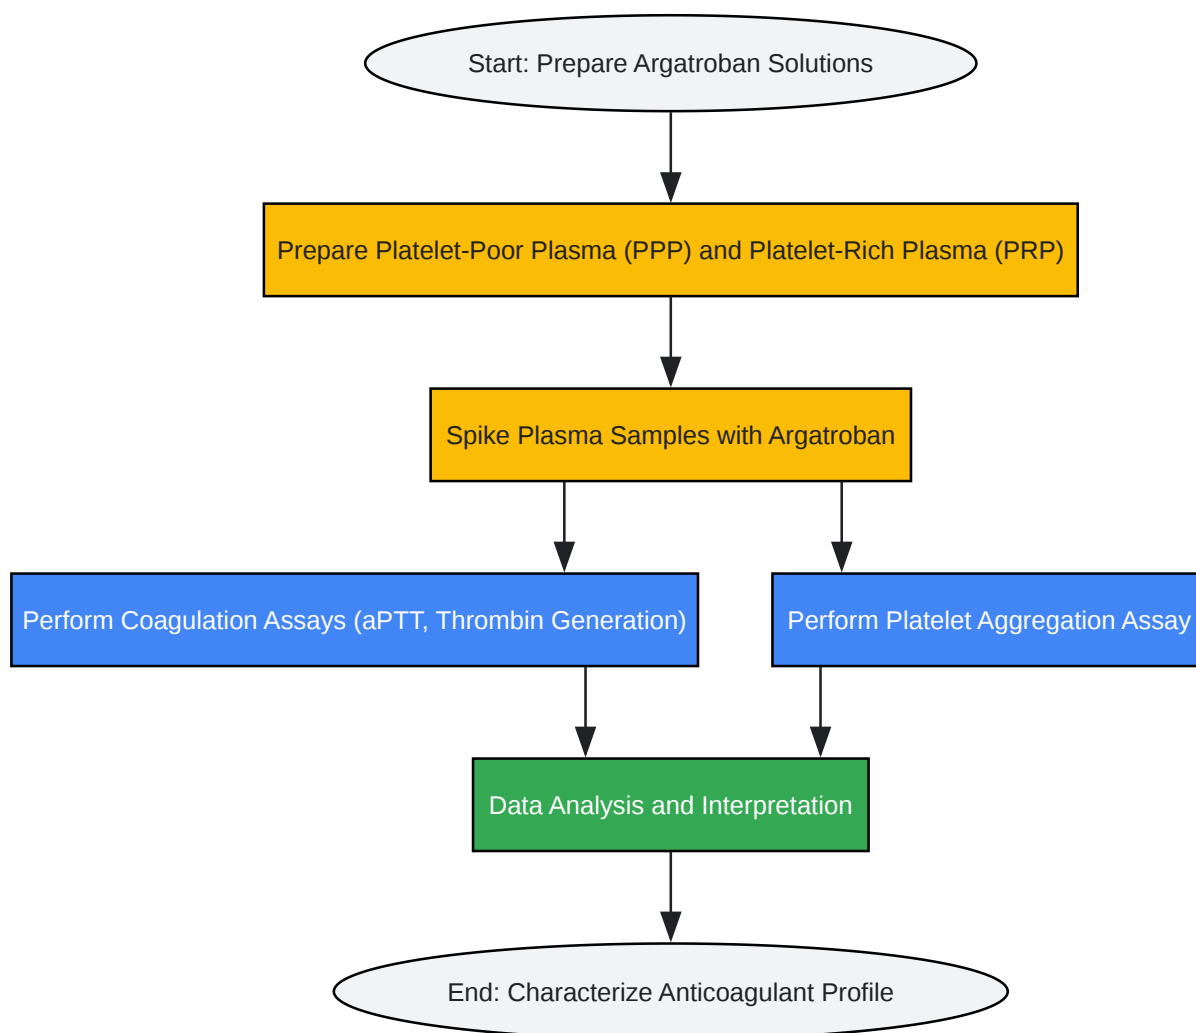 Start: Prepare Argatroban Solutions
Prepare Platelet-Poor Plasma (PPP) and Platelet-Rich Plasma (PRP)
Spike Plasma Samples with Argatroban
Perform Coagulation Assays (aPTT, Thrombin Generation)
Perform Platelet Aggregation Assay
Data Analysis and Interpretation
End: Characterize Anticoagulant Profile